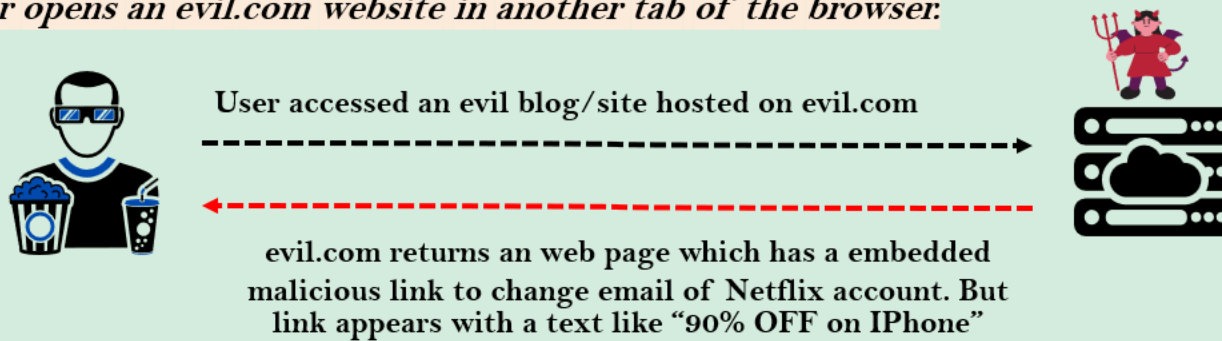 r opens an evil.com website in another tab of the browser.
User accessed an evil blog/site hosted on evil.com
evil.com returns an web page which has a embedded
malicious link to change email of Netflix account. But
link appears with a text like “90% OFF on IPhone”